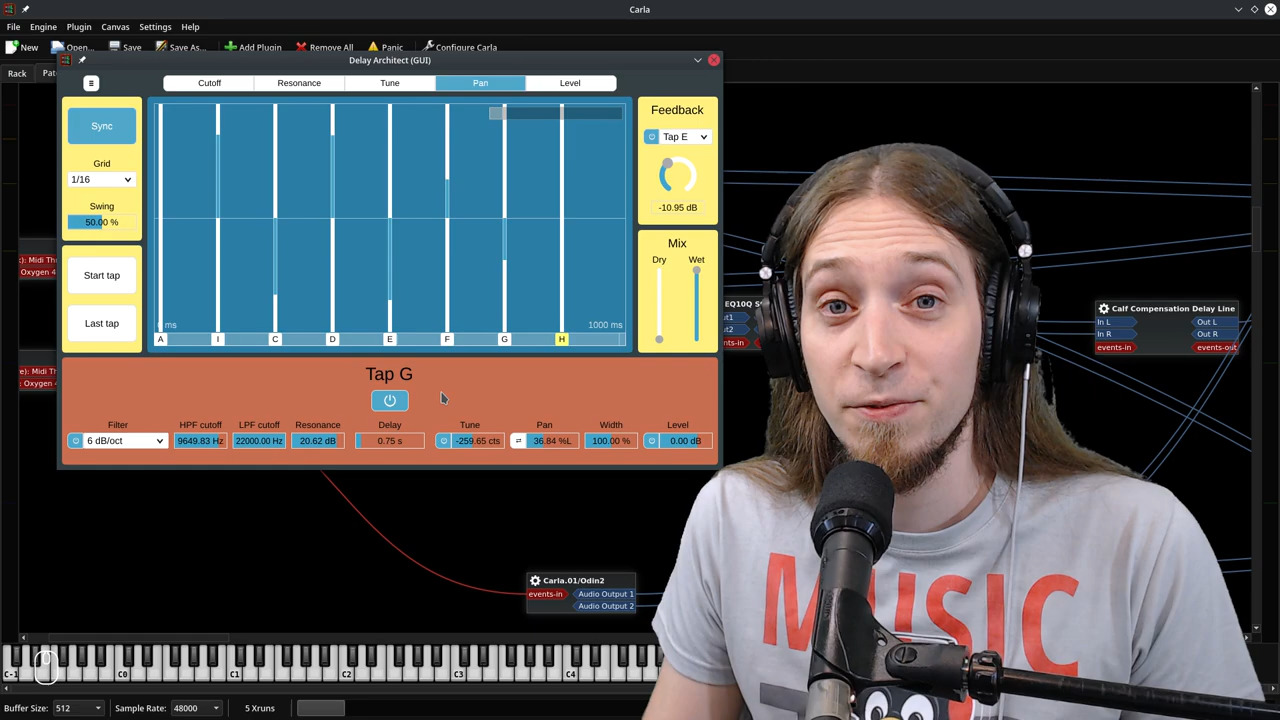 Carla
File Engine Plugin Canvas Settings Help
New Open... Save Save As... Add Plugin Remove All Panic Configure Carla
Rack
Delay Architect (GUI)
Cutoff Resonance Tune Pan Level
Sync
Grid
1/16
Swing
50.00 %
Start tap
Last tap
1000 ms
A I C D E F G H
Feedback
Tap E
-10.95 dB
Mix
Dry Wet
Tap G
Filter HPF cutoff LPF cutoff Resonance Delay Tune Pan Width Level
6 dB/oct 9649.83 Hz 22000.00 Hz 20.62 dB 0.75 s -259.65 cts 36.84 %L 100.00 % 0.00 dB
Calf Compensation Delay Line
In L Out L
In R Out R
events-in events-out
Carla.01/Odin2
events-in Audio Output 1
Audio Output 2
MUSIC
C-1 C0 C1 C2 C3 C4
Buffer Size: 512 Sample Rate: 48000 5 Xruns